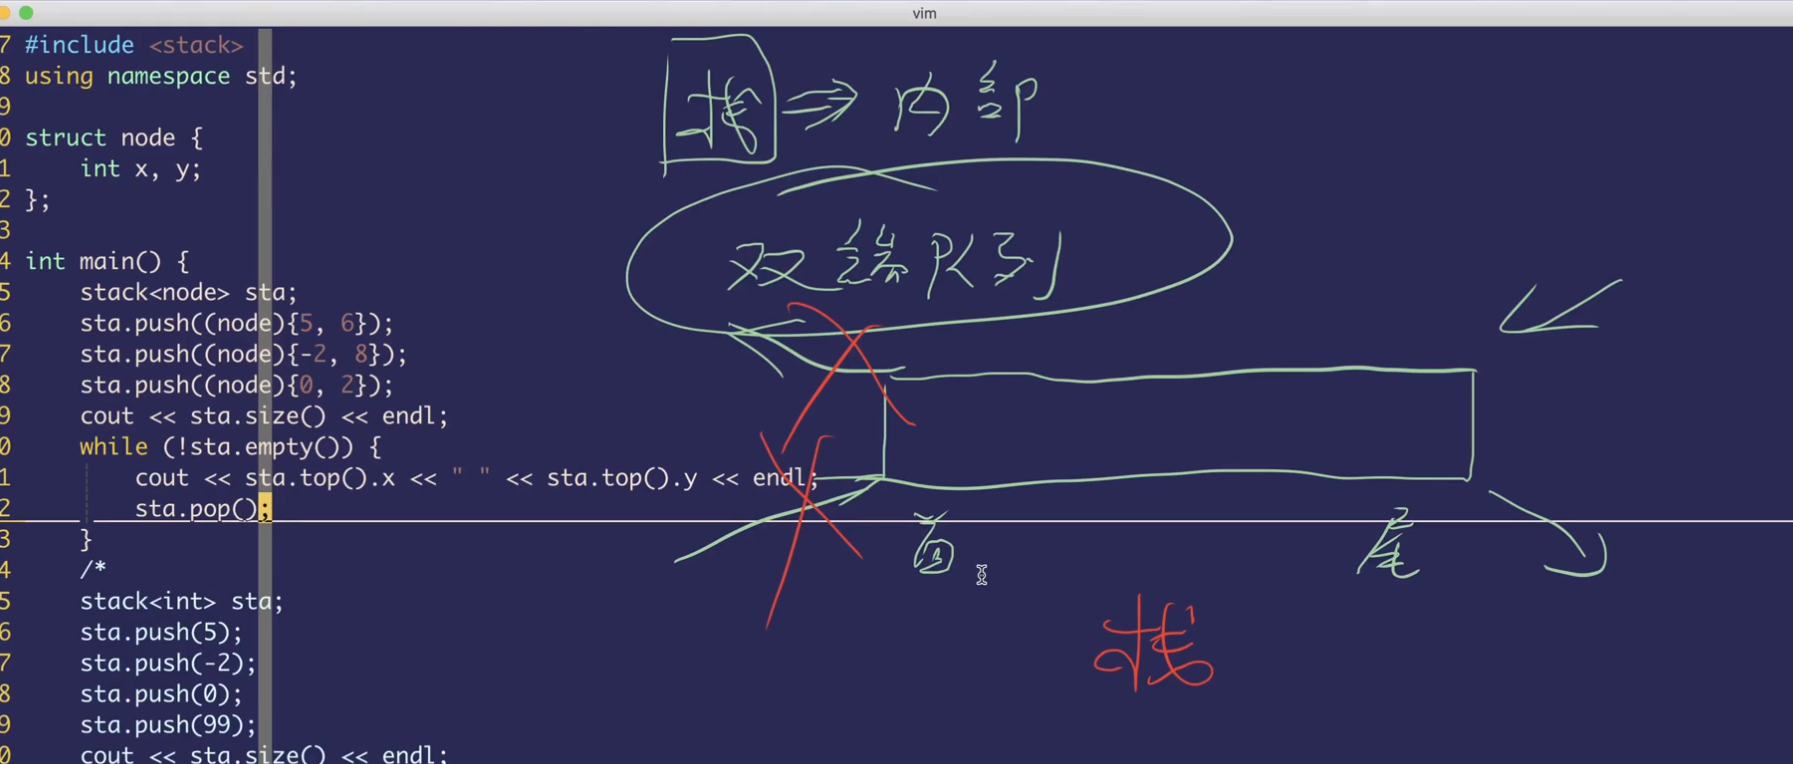 vim
7 #include <stack>
8 using namespace std;
9
0 struct node {
1 int x, y;
2 };
3
4 int main() {
5 stack<node> sta;
6 sta.push((node){5, 6});
7 sta.push((node){-2, 8});
8 sta.push((node){0, 2});
9 cout << sta.size() << endl;
0 while (!sta.empty()) {
1 cout << sta.top().x << " " << sta.top().y << endl;
2 sta.pop();
3 }
4 /*
5 stack<int> sta;
6 sta.push(5);
7 sta.push(-2);
8 sta.push(0);
9 sta.push(99);
0 cout << sta.size() << endl;
栈 ⇒ 内部
双端队列
首 尾
栈